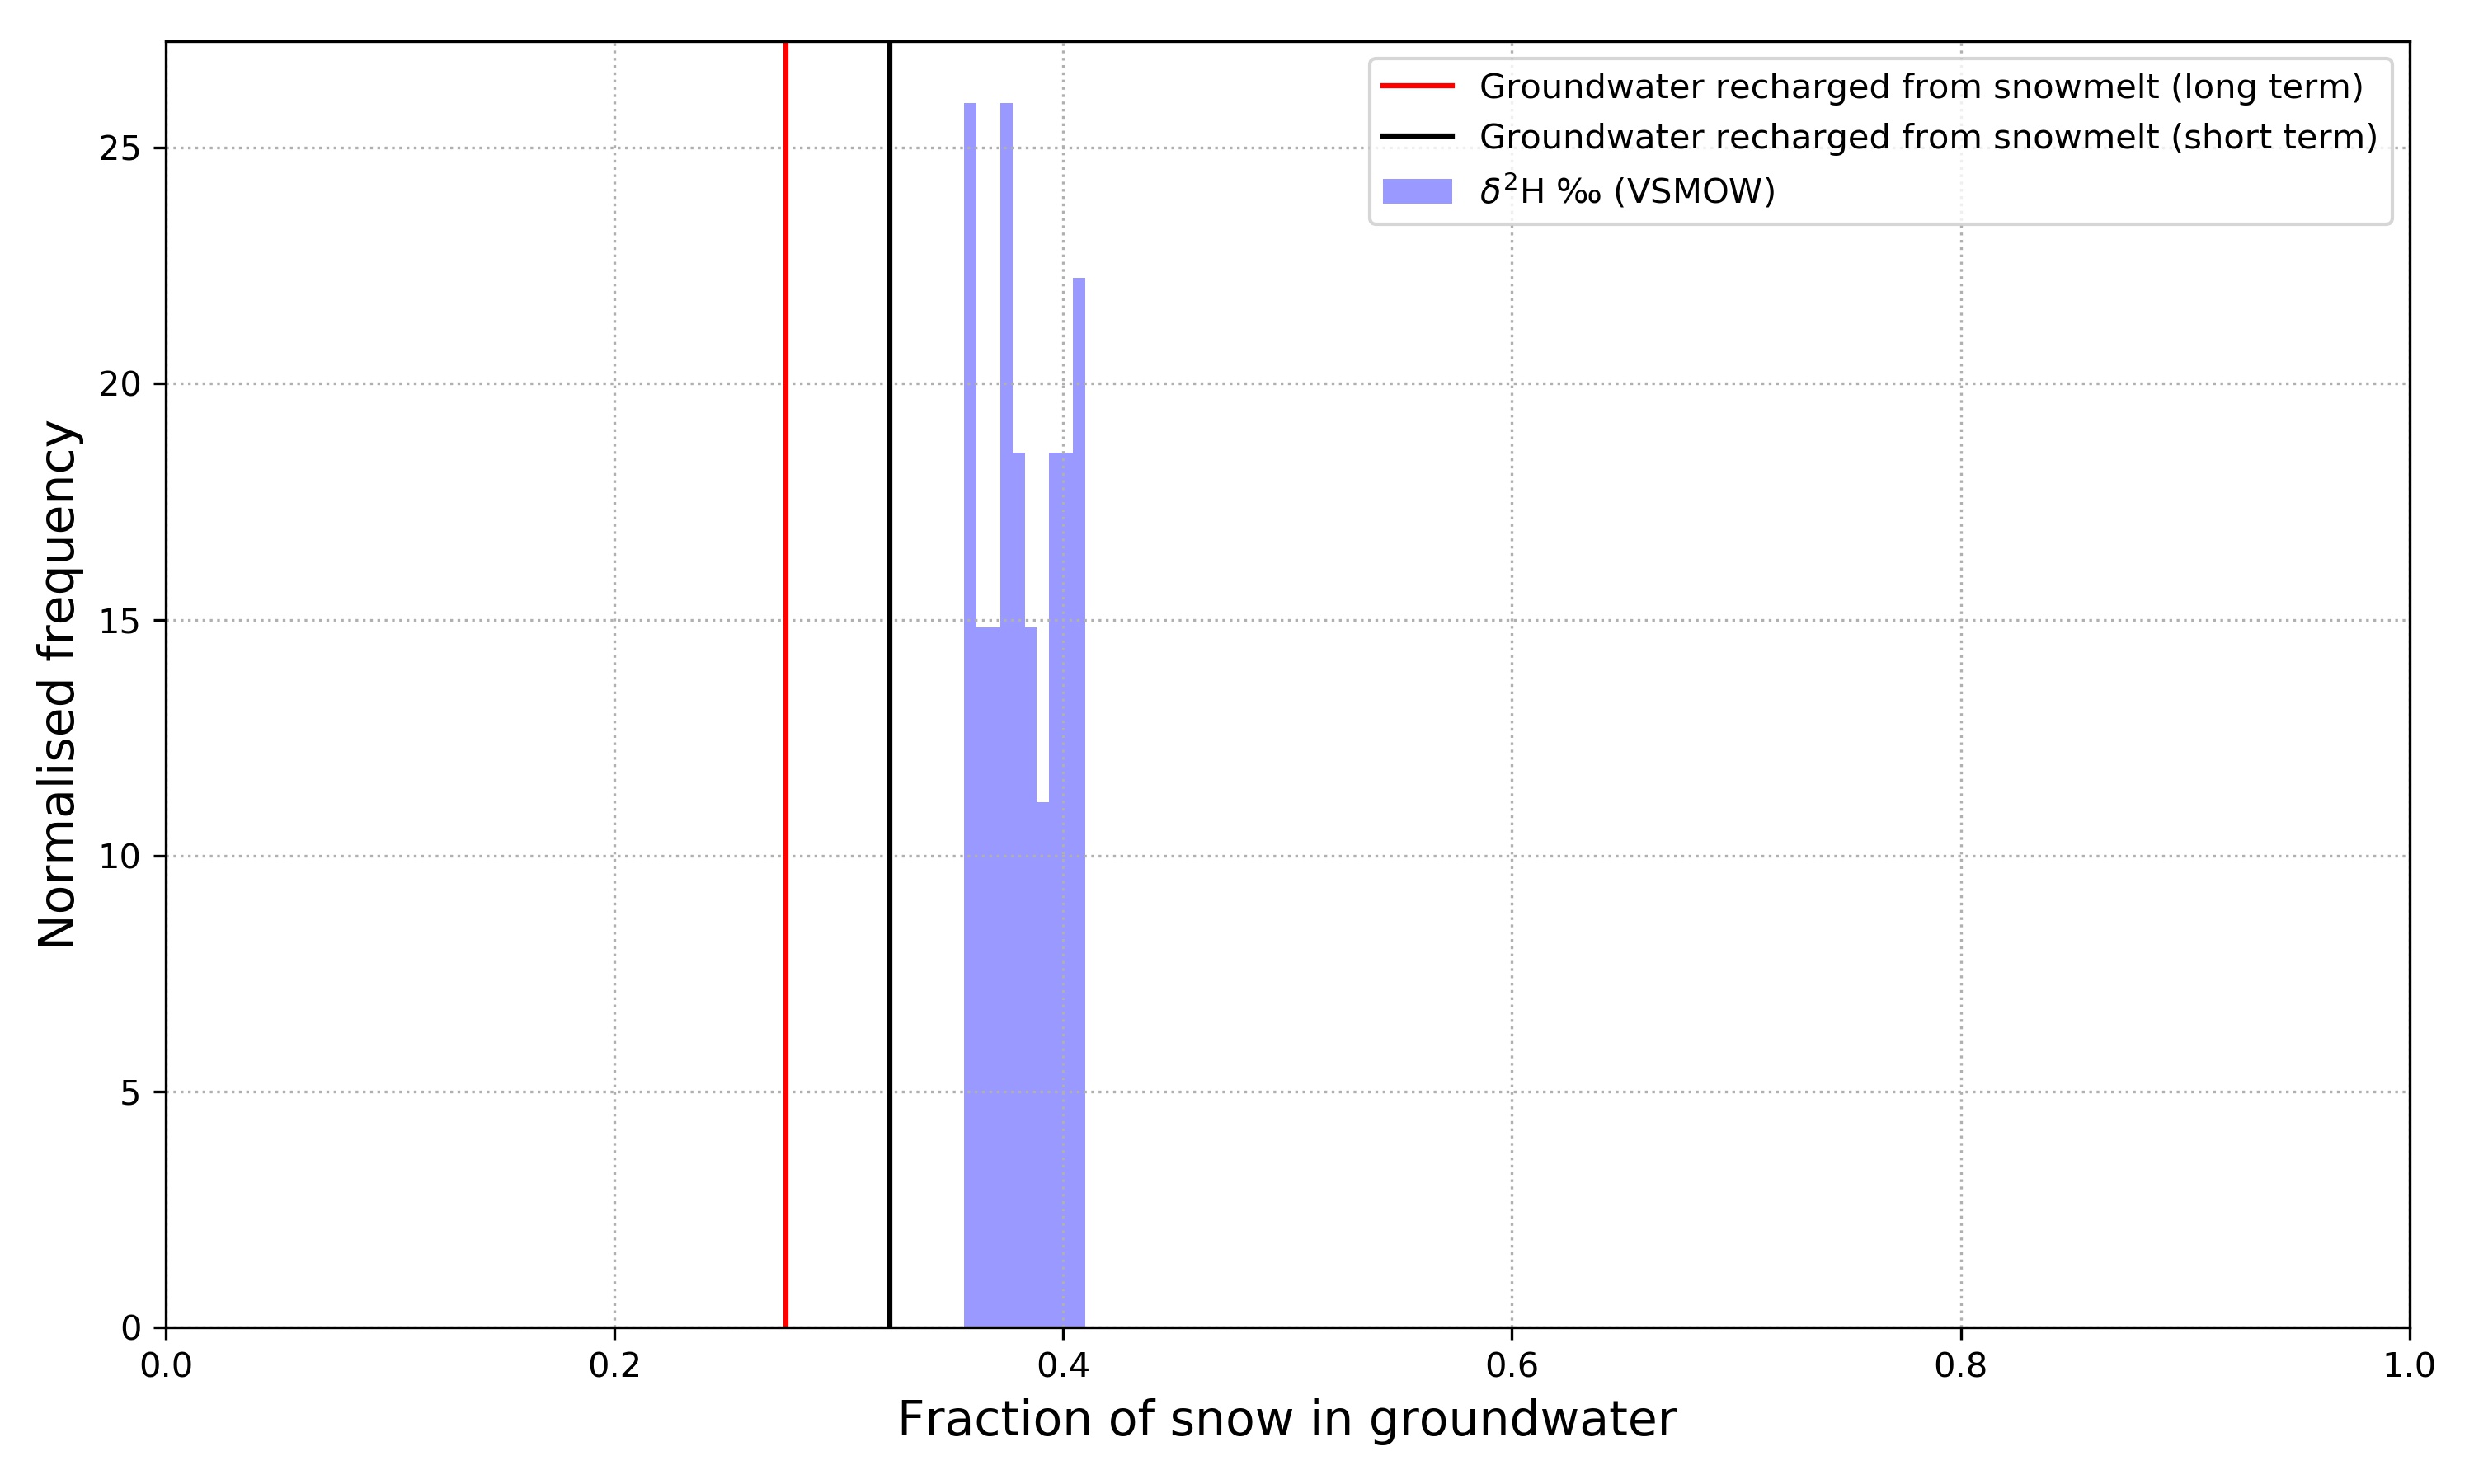 Groundwater recharged from snowmelt (long term)
Groundwater recharged from snowmelt (short term)
δ²H ‰ (VSMOW)
Normalised frequency
25
20
15
10
5
0
0.0 0.2 0.4 0.6 0.8 1.0
Fraction of snow in groundwater